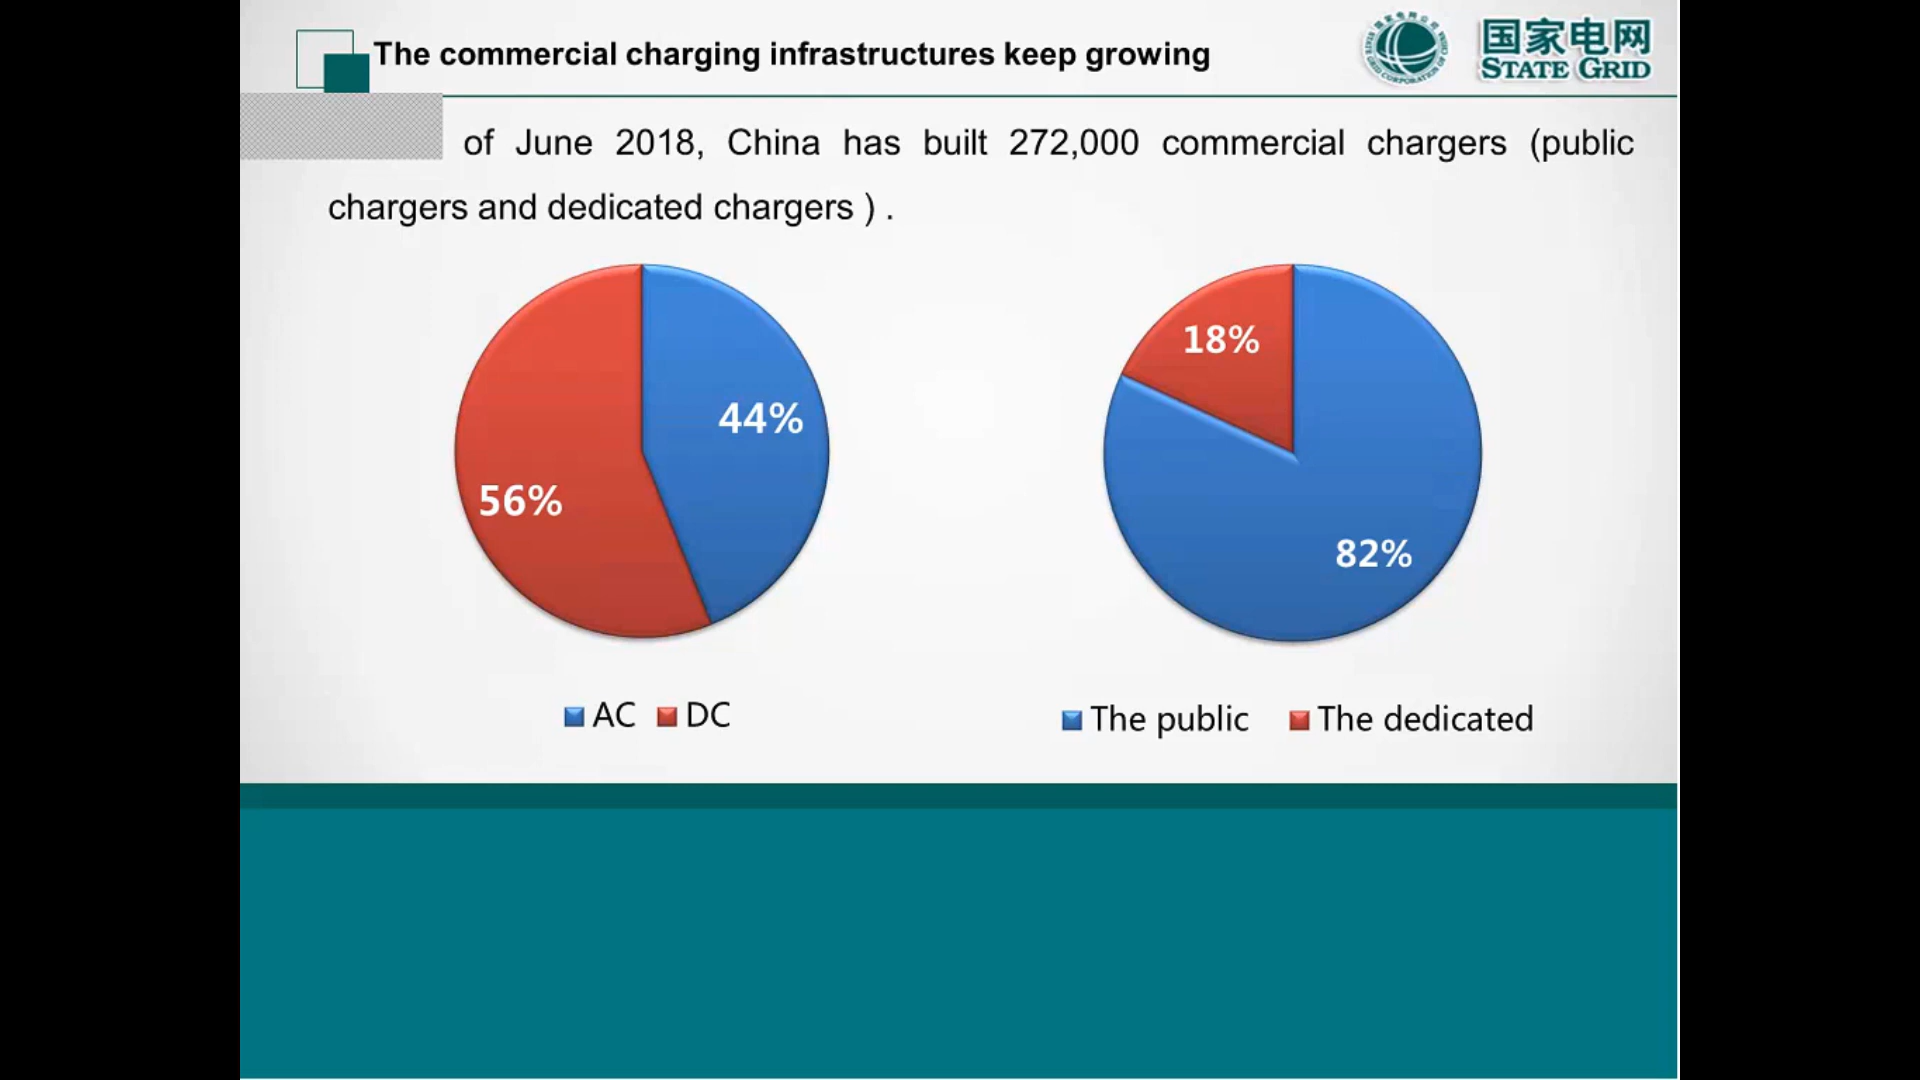 The commercial charging infrastructures keep growing
国家电网
STATE GRID
of June 2018, China has built 272,000 commercial chargers (public
chargers and dedicated chargers ) .
44%
56%
18%
82%
AC DC
The public The dedicated